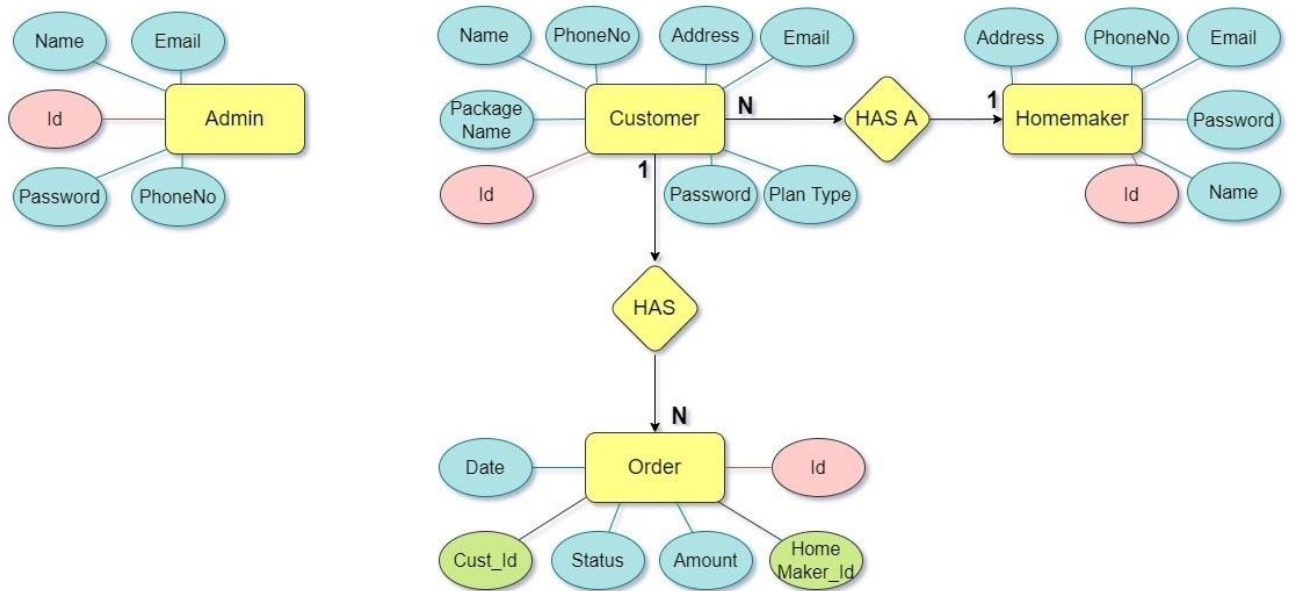 Name
Email
Id
Admin
Password
PhoneNo
Name
PhoneNo
Address
Email
Package
Name
Customer
Id
Password
Plan Type
N
HAS A
1
Address
PhoneNo
Email
Homemaker
Password
Id
Name
1
HAS
N
Date
Order
Id
Cust_Id
Status
Amount
Home
Maker_Id